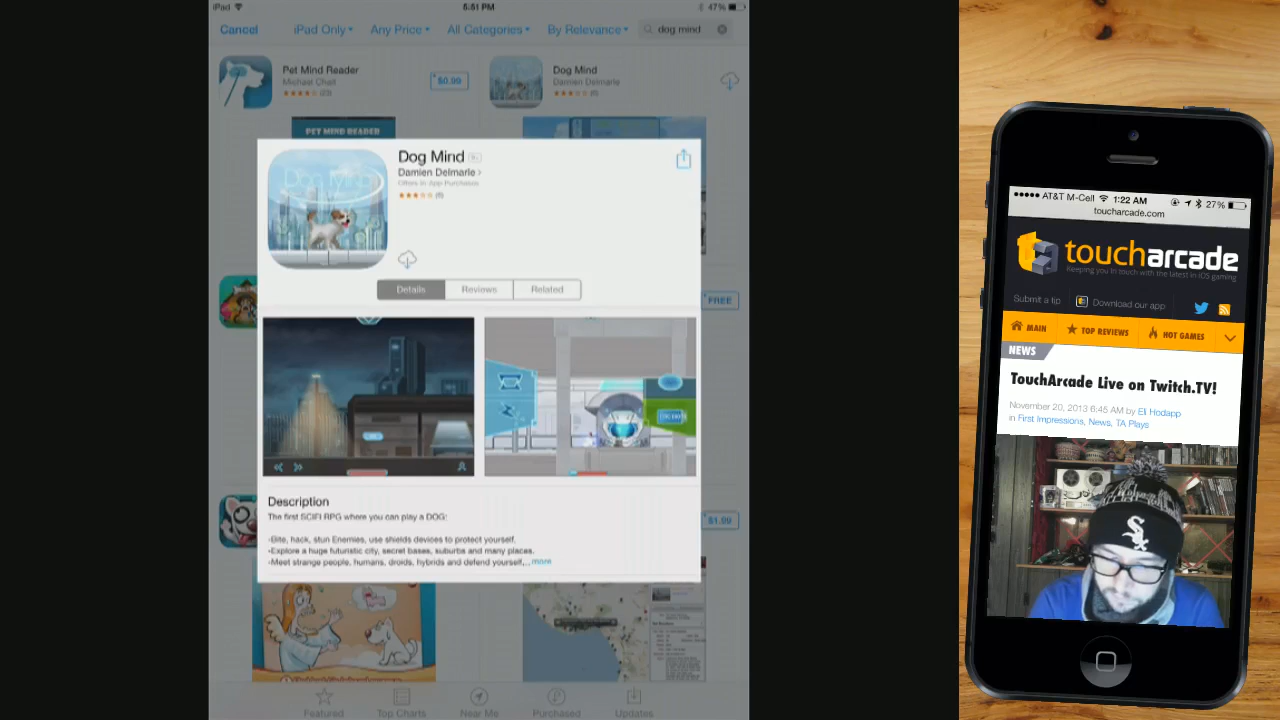 iPad
5:51 PM
47%
Cancel
iPad Only
Any Price
All Categories
By Relevance
dog mind
Pet Mind Reader
Michael Chait
(23)
$0.99
Dog Mind
Damien Delmarle
(6)
PET MIND READER
Dog Mind
Damien Delmarle >
Offers In-App Purchases
(6)
Dog Mind
Details
Reviews
Related
FREE
Description
The first SCIFI RPG where you can play a DOG:
-Bite, hack, stun Enemies, use shields devices to protect yourself.
-Explore a huge futuristic city, secret bases, suburbs and many places.
-Meet strange people, humans, droids, hybrids and defend yourself,... more
$1.99
Featured
Top Charts
Near Me
Purchased
Updates
AT&T M-Cell
1:22 AM
27%
toucharcade.com
toucharcade
Keeping you in touch with the latest in iOS gaming
Submit a tip
Download our app
MAIN
TOP REVIEWS
HOT GAMES
NEWS
TouchArcade Live on Twitch.TV!
November 20, 2013 6:45 AM by Eli Hodapp
in First Impressions, News, TA Plays
SOX